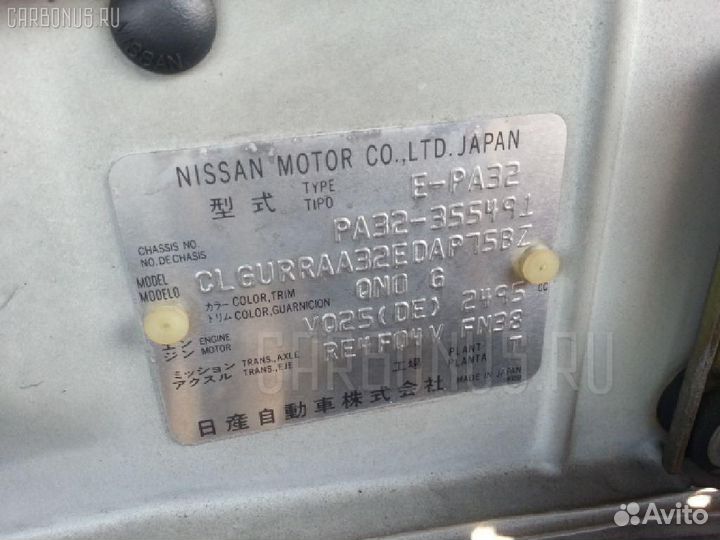 CARBONUS.RU
NISSAN
NISSAN MOTOR CO.,LTD. JAPAN
型式 TYPE TIPO E-PA32
CHASSIS NO. NO.DE CHASIS PA32-355491
MODEL MODELO CLGURRAA32EDAP75BZ
カラー COLOR,TRIM トリム COLOR,GUARNICION QN0 G
エンジン ENGINE MOTOR VQ25(DE) 2495 CC
ミッション TRANS.,AXLE アクスル TRANS.,EJE RE4F04V FN38
工場 PLANT PLANTA
日産自動車株式会社 MADE IN JAPAN
CARBONUS.RU
Avito